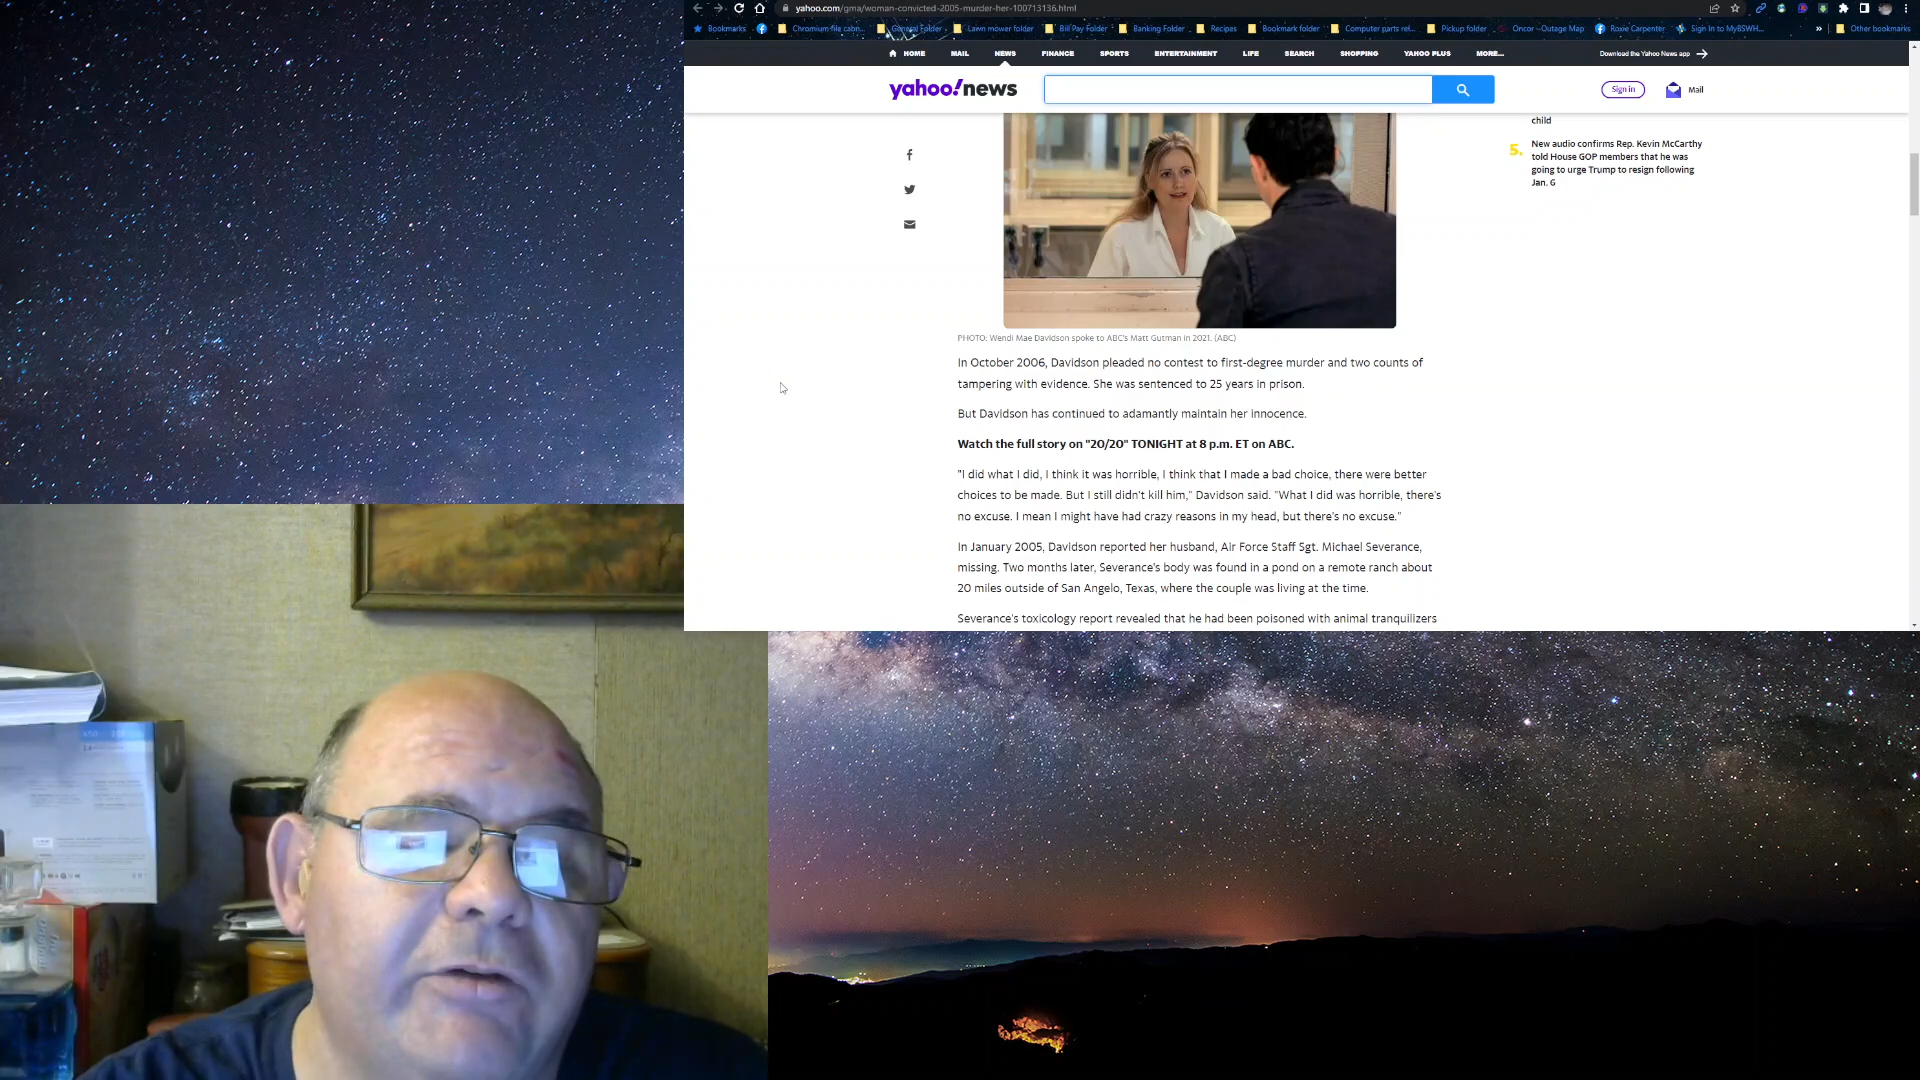 yahoo.com/gma/woman-convicted-2005-murder-her-100713136.html
Bookmarks
Chromium file cabn...
General Folder
Lawn mower folder
Bill Pay Folder
Banking Folder
Recipes
Bookmark folder
Computer parts rel...
Pickup folder
Oncor - Outage Map
Roxie Carpenter
Sign In to MyBSWH...
»
Other bookmarks
HOME
MAIL
NEWS
FINANCE
SPORTS
ENTERTAINMENT
LIFE
SEARCH
SHOPPING
YAHOO PLUS
MORE...
Download the Yahoo News app
yahoo!news
Sign in
Mail
child
5.
New audio confirms Rep. Kevin McCarthy
told House GOP members that he was
going to urge Trump to resign following
Jan. 6
PHOTO: Wendi Mae Davidson spoke to ABC's Matt Gutman in 2021. (ABC)
In October 2006, Davidson pleaded no contest to first-degree murder and two counts of
tampering with evidence. She was sentenced to 25 years in prison.
But Davidson has continued to adamantly maintain her innocence.
Watch the full story on "20/20" TONIGHT at 8 p.m. ET on ABC.
"I did what I did, I think it was horrible, I think that I made a bad choice, there were better
choices to be made. But I still didn't kill him," Davidson said. "What I did was horrible, there's
no excuse. I mean I might have had crazy reasons in my head, but there's no excuse."
In January 2005, Davidson reported her husband, Air Force Staff Sgt. Michael Severance,
missing. Two months later, Severance's body was found in a pond on a remote ranch about
20 miles outside of San Angelo, Texas, where the couple was living at the time.
Severance's toxicology report revealed that he had been poisoned with animal tranquilizers